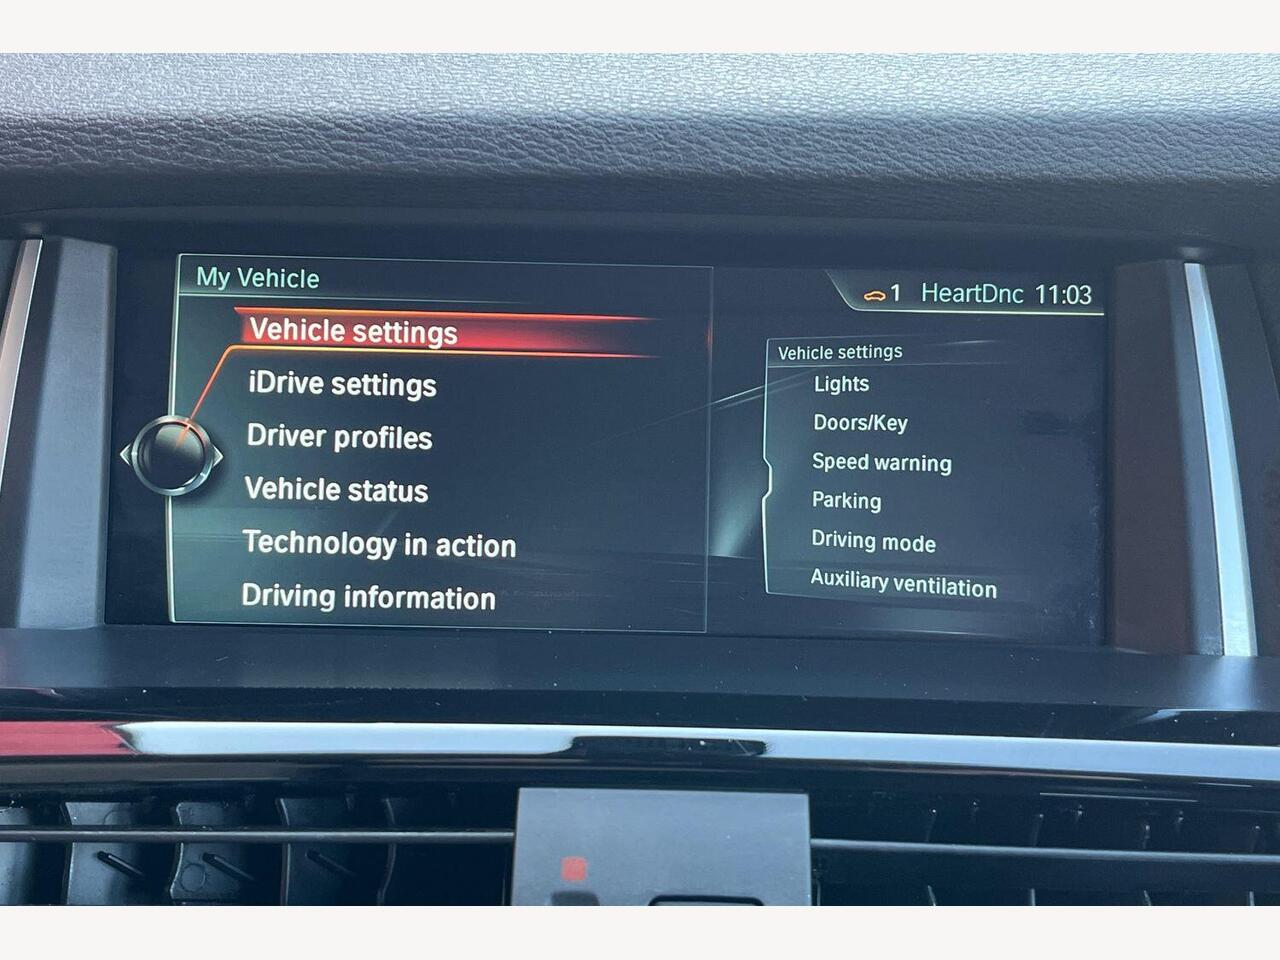 My Vehicle
Vehicle settings
iDrive settings
Driver profiles
Vehicle status
Technology in action
Driving information
1 HeartDnc 11:03
Vehicle settings
Lights
Doors/Key
Speed warning
Parking
Driving mode
Auxiliary ventilation